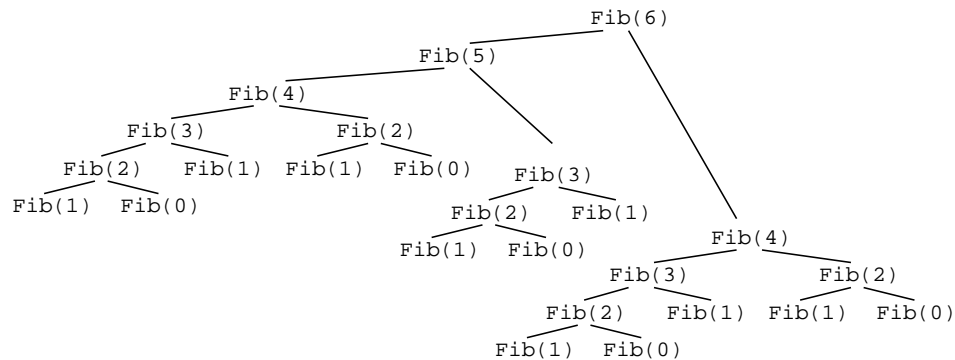 Fib(6)
Fib(5)
Fib(4)
Fib(3) Fib(2)
Fib(2) Fib(1) Fib(1) Fib(0) Fib(3)
Fib(1) Fib(0) Fib(2) Fib(1)
Fib(4)
Fib(1) Fib(0)
Fib(3) Fib(2)
Fib(2) Fib(1) Fib(1) Fib(0)
Fib(1) Fib(0)